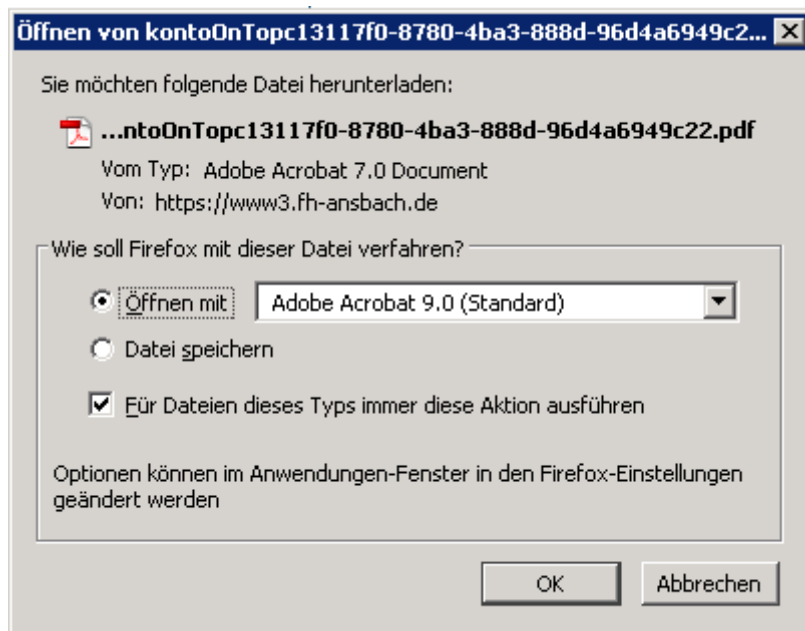 Öffnen von kontoOnTopc13117f0-8780-4ba3-888d-96d4a6949c2...
Sie möchten folgende Datei herunterladen:
...ntoOnTopc13117f0-8780-4ba3-888d-96d4a6949c22.pdf
Vom Typ: Adobe Acrobat 7.0 Document
Von: https://www3.fh-ansbach.de
Wie soll Firefox mit dieser Datei verfahren?
Öffnen mit Adobe Acrobat 9.0 (Standard)
Datei speichern
Für Dateien dieses Typs immer diese Aktion ausführen
Optionen können im Anwendungen-Fenster in den Firefox-Einstellungen
geändert werden
OK Abbrechen